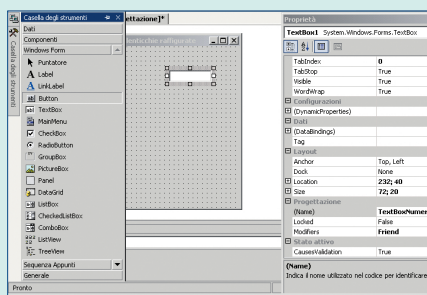 Casella degli strumenti
Dati
Componenti
Windows Form
Puntatore
Label
LinkLabel
Button
TextBox
MainMenu
CheckBox
RadioButton
GroupBox
PictureBox
Panel
DataGrid
ListBox
CheckedListBox
ComboBox
ListView
TreeView
Sequenza Appunti
Generale
Pronto
Casella degli strumenti
ettazione]*
Proprietà
TextBox1 System.Windows.Forms.TextBox
TabIndex 0
TabStop True
Visible True
WordWrap True
Configurazioni
(DynamicProperties)
Dati
(DataBindings)
Tag
Layout
Anchor Top, Left
Dock None
Location 232; 40
Size 72; 20
Progettazione
(Name) TextBoxNumer
Locked False
Modifiers Friend
Stato attivo
CausesValidation True
(Name)
Indica il nome utilizzato nel codice per identificare